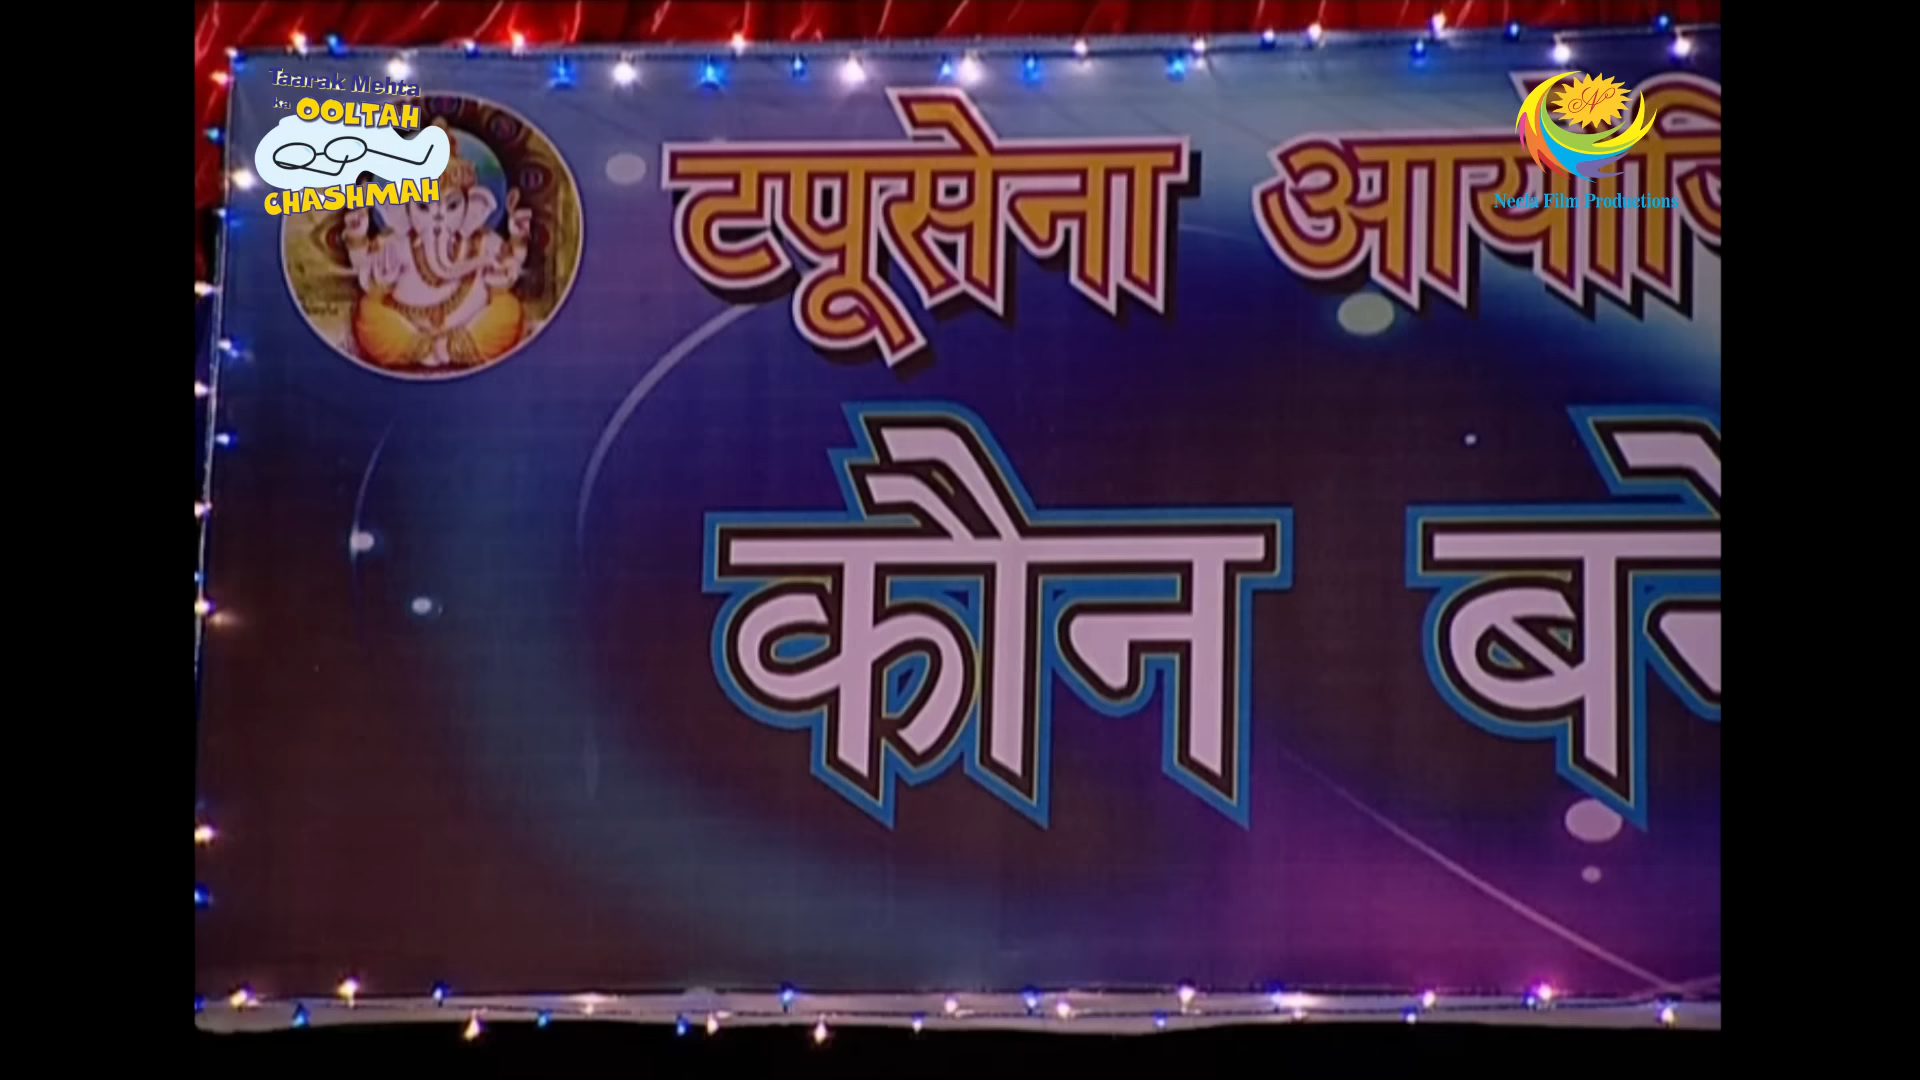 Taarak Mehta
ka OOLTAH
CHASHMAH
Neela Film Productions
टपूसेना
कौन